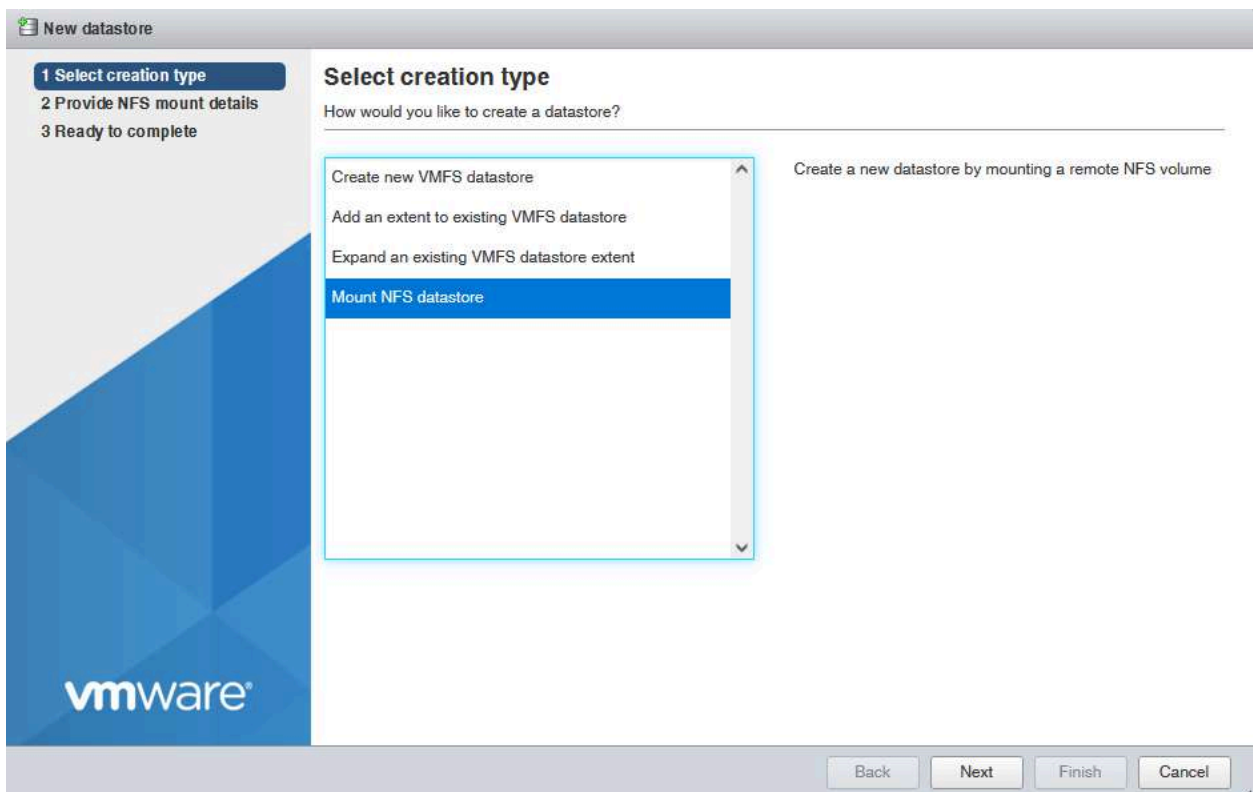 New datastore
1 Select creation type
2 Provide NFS mount details
3 Ready to complete
Select creation type
How would you like to create a datastore?
Create new VMFS datastore
Add an extent to existing VMFS datastore
Expand an existing VMFS datastore extent
Mount NFS datastore
Create a new datastore by mounting a remote NFS volume
vmware®
Back
Next
Finish
Cancel